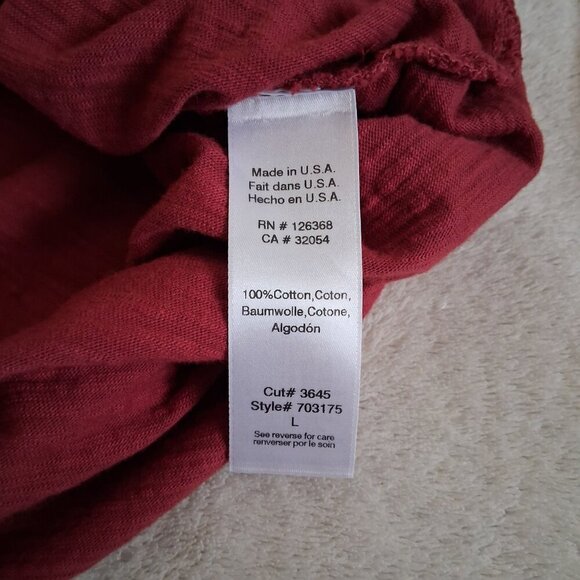 Made in U.S.A.
Fait dans U.S.A.
Hecho en U.S.A.
RN # 126368
CA # 32054
100%Cotton,Coton,
Baumwolle,Cotone,
Algodón
Cut# 3645
Style# 703175
L
See reverse for care
renverser por le soin